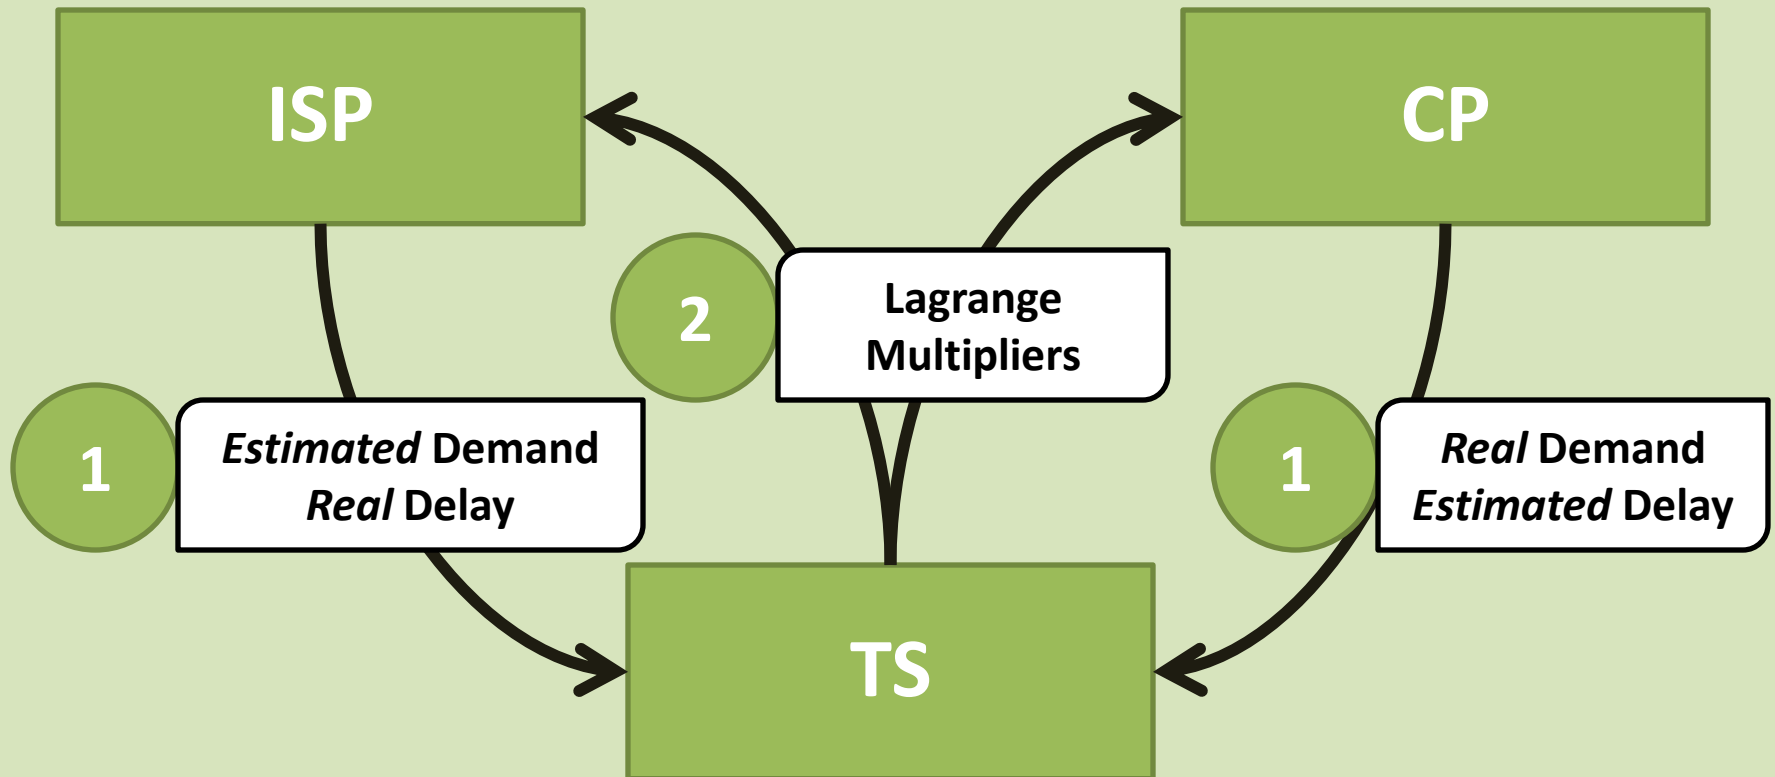 ISP
CP
2
Lagrange
Multipliers
1
Estimated Demand
Real Delay
1
Real Demand
Estimated Delay
TS